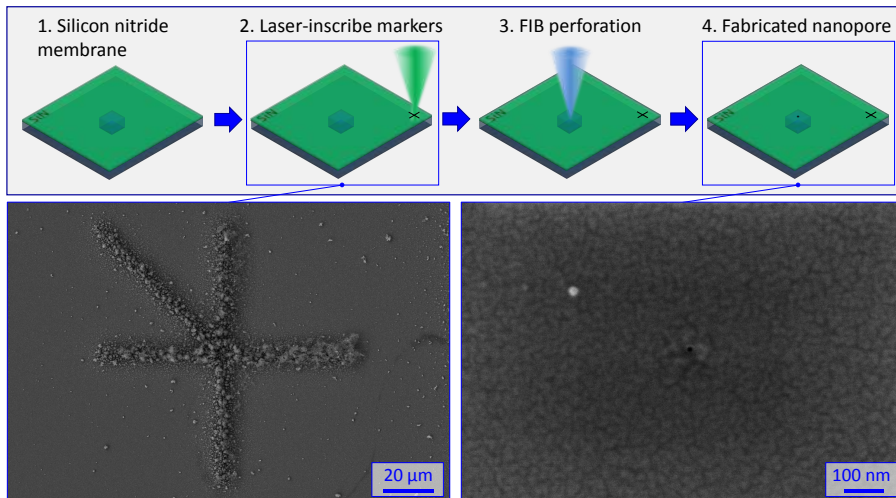 1. Silicon nitride
membrane
2. Laser-inscribe markers
3. FIB perforation
4. Fabricated nanopore
SiN
SiN
X
SiN
X
SiN
X
20 µm
100 nm